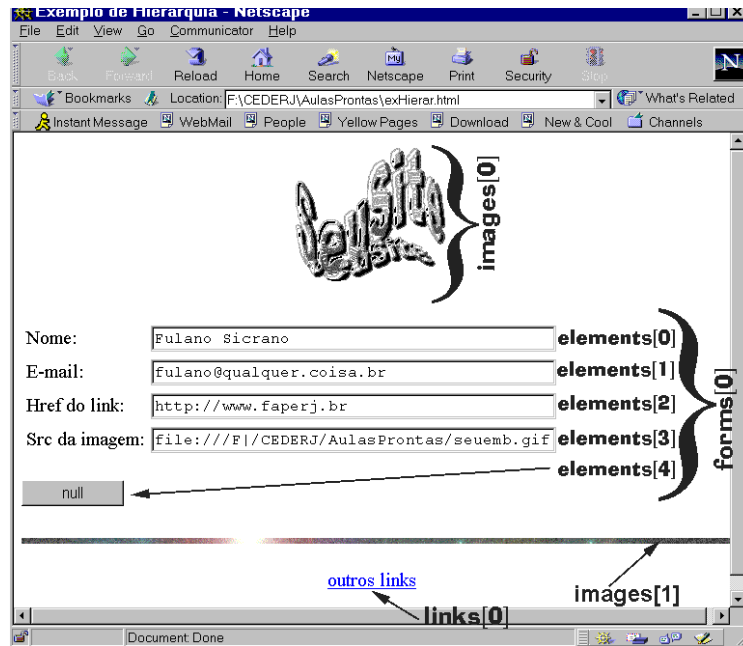 Exemplo de Hierarquia - Netscape
File Edit View Go Communicator Help
Back Forward Reload Home Search Netscape Print Security Stop
N
Bookmarks Location: F:\CEDERJ\AulasProntas\exHierar.html What's Related
Instant Message WebMail People Yellow Pages Download New & Cool Channels
images[0]
Nome: Fulano Sicrano elements[0]
E-mail: fulano@qualquer.coisa.br elements[1]
Href do link: http://www.faperj.br elements[2]
Src da imagem: file:///F|/CEDERJ/AulasProntas/seuemb.gif elements[3]
elements[4]
forms[0]
null
outros links
images[1]
links[0]
Document: Done